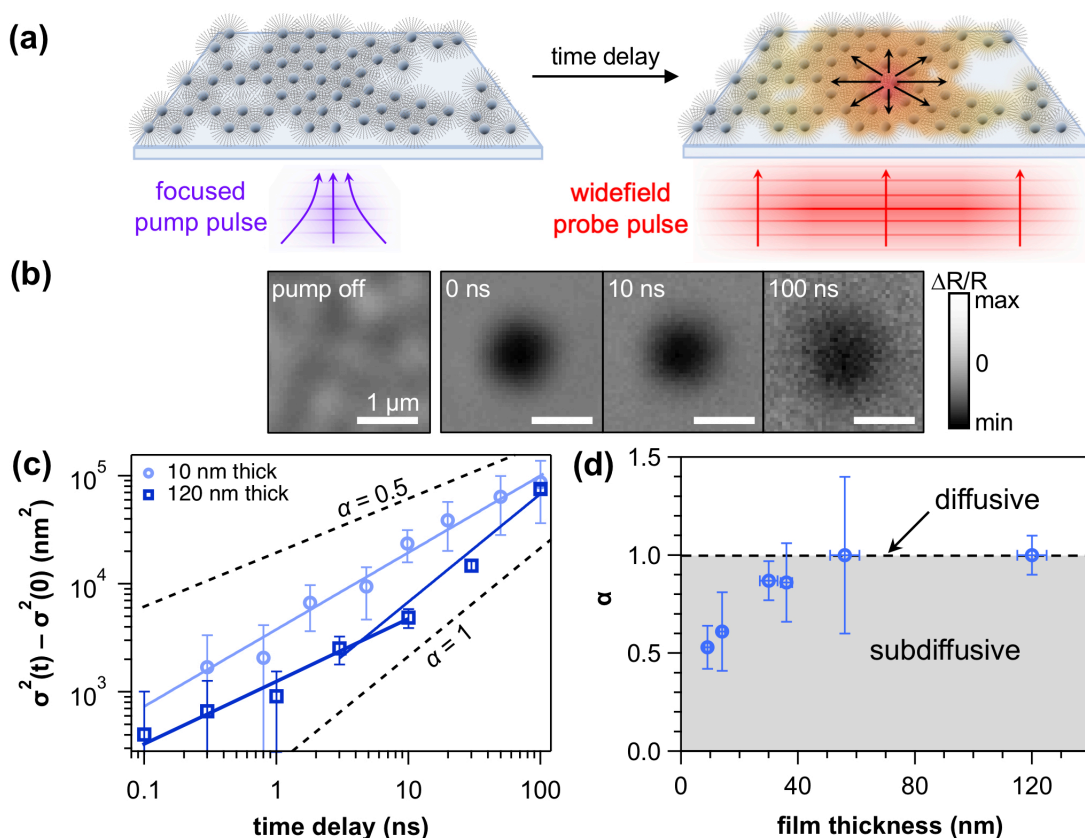 (a)
time delay
focused
pump pulse
widefield
probe pulse
(b)
pump off
1 µm
0 ns
10 ns
100 ns
ΔR/R
max
0
min
(c)
10 nm thick
120 nm thick
α = 0.5
α = 1
10⁵
10⁴
10³
σ²(t) – σ²(0) (nm²)
0.1
1
10
100
time delay (ns)
(d)
diffusive
subdiffusive
1.5
1.0
0.5
0.0
α
0
40
80
120
film thickness (nm)